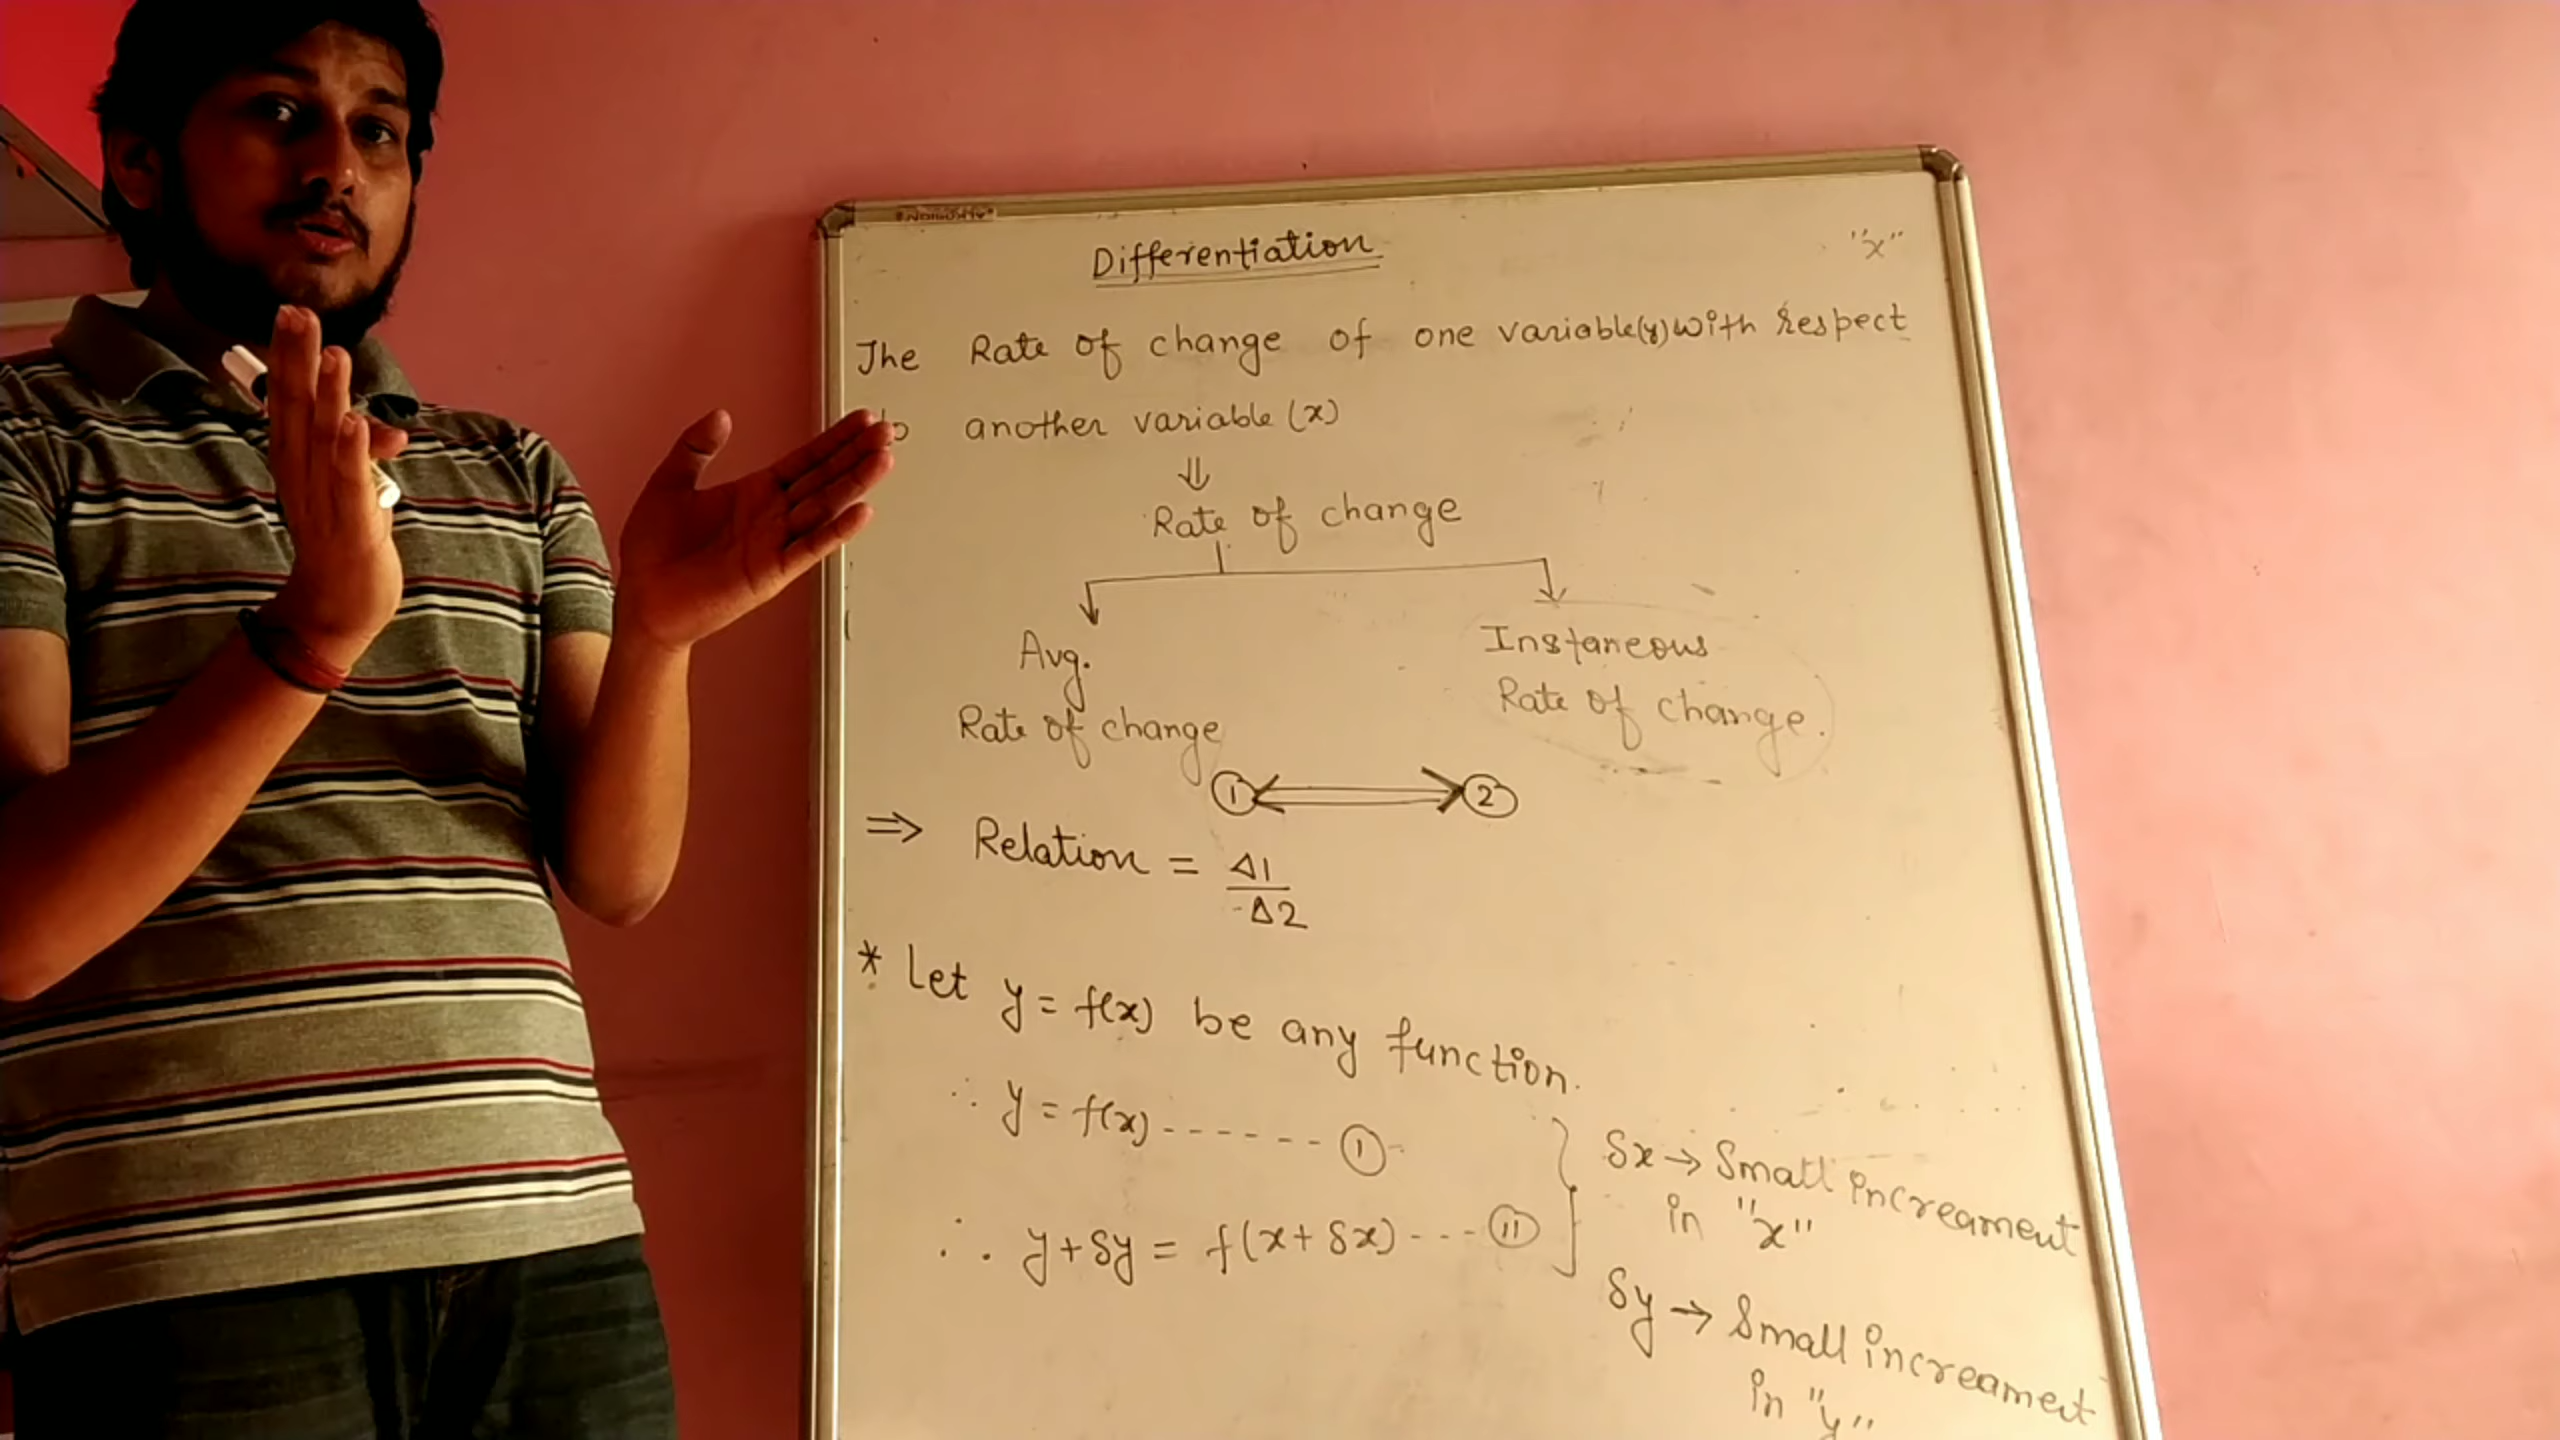 Differentiation
"x"
The Rate of change of one variable(y) with respect
to another variable (x)
⇓
Rate of change
Avg.
Rate of change
Instaneous
Rate of change.
① ⟺ ②
⇒ Relation = Δ1/Δ2
* Let y = f(x) be any function.
∴ y = f(x) ------ ①
∴ y+δy = f(x+δx) --- ⑪
δx → Small increament
in "x"
δy → Small increamet
in "y"